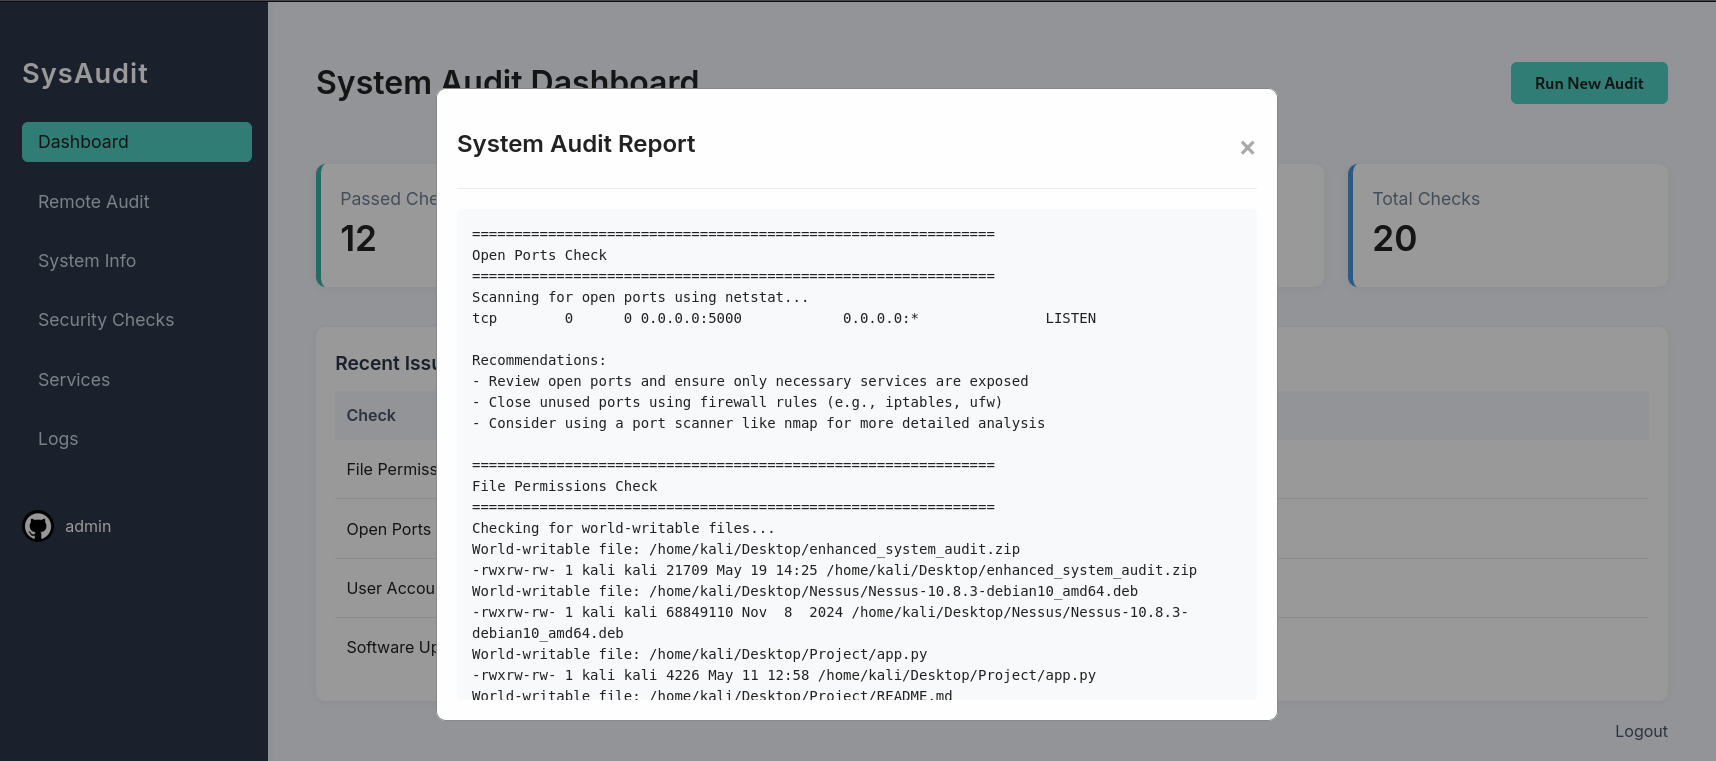 SysAudit
Dashboard
Remote Audit
System Info
Security Checks
Services
Logs
admin
System Audit Dashboard
Run New Audit
Passed Che
12
Total Checks
20
Recent Issu
Check
File Permiss
Open Ports
User Accou
Software Up
Logout
System Audit Report
×
==============================================================
Open Ports Check
==============================================================
Scanning for open ports using netstat...
tcp        0      0 0.0.0.0:5000            0.0.0.0:*               LISTEN
Recommendations:
- Review open ports and ensure only necessary services are exposed
- Close unused ports using firewall rules (e.g., iptables, ufw)
- Consider using a port scanner like nmap for more detailed analysis
==============================================================
File Permissions Check
==============================================================
Checking for world-writable files...
World-writable file: /home/kali/Desktop/enhanced_system_audit.zip
-rwxrw-rw- 1 kali kali 21709 May 19 14:25 /home/kali/Desktop/enhanced_system_audit.zip
World-writable file: /home/kali/Desktop/Nessus/Nessus-10.8.3-debian10_amd64.deb
-rwxrw-rw- 1 kali kali 68849110 Nov  8  2024 /home/kali/Desktop/Nessus/Nessus-10.8.3-
debian10_amd64.deb
World-writable file: /home/kali/Desktop/Project/app.py
-rwxrw-rw- 1 kali kali 4226 May 11 12:58 /home/kali/Desktop/Project/app.py
World-writable file: /home/kali/Desktop/Project/README.md